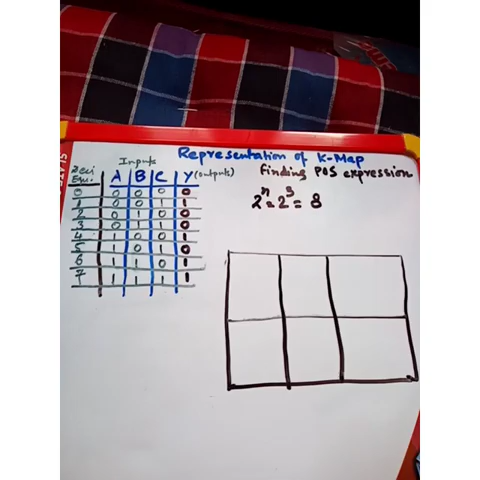 Representation of K-Map
Finding POS expression
Inputs
Deci Equ. A B C Y (outputs)
0 0 0 0 0
1 0 0 1 1
2 0 1 0 0
3 0 1 1 0
4 1 0 0 1
5 1 0 1 0
6 1 1 0 1
7 1 1 1 1
2ⁿ = 2³ = 8